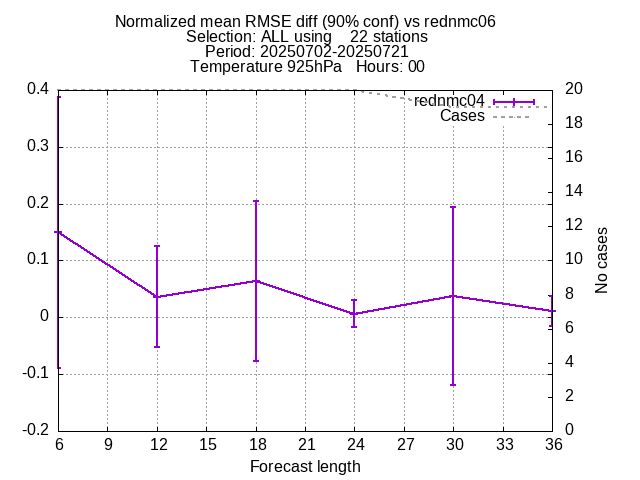 Normalized mean RMSE diff (90% conf) vs rednmc06
Selection: ALL using    22 stations
Period: 20250702-20250721
Temperature 925hPa   Hours: 00
rednmc04
Cases
0.4
0.3
0.2
0.1
0
-0.1
-0.2
20
18
16
14
12
10
8
6
4
2
0
No cases
6 9 12 15 18 21 24 27 30 33 36
Forecast length